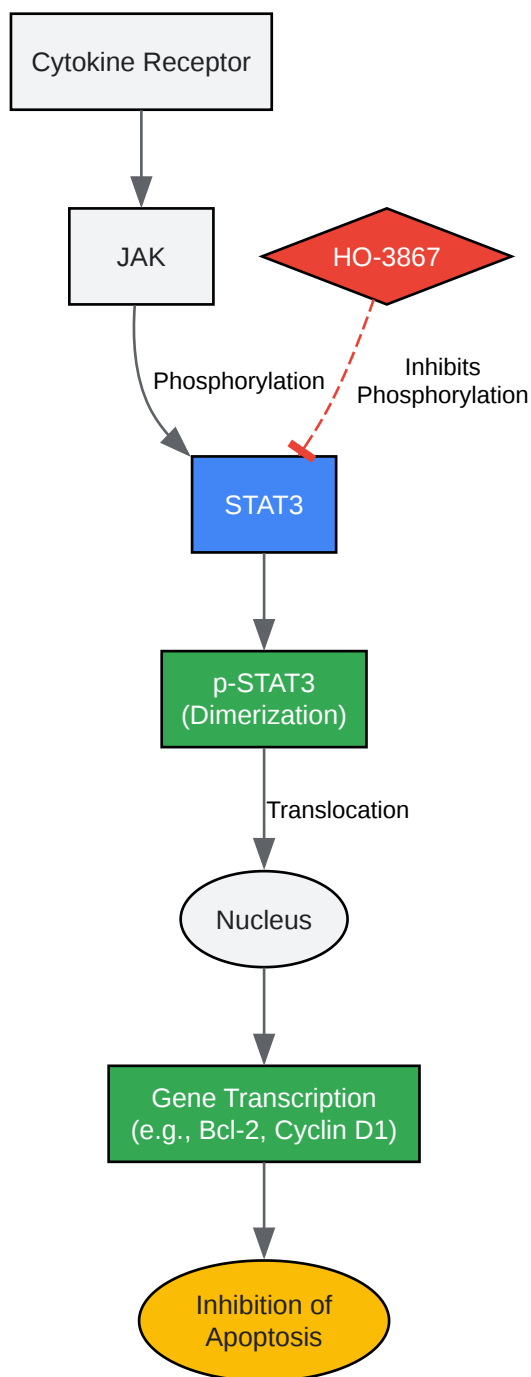 Cytokine Receptor
JAK
HO-3867
Phosphorylation
Inhibits
Phosphorylation
STAT3
p-STAT3
(Dimerization)
Translocation
Nucleus
Gene Transcription
(e.g., Bcl-2, Cyclin D1)
Inhibition of
Apoptosis